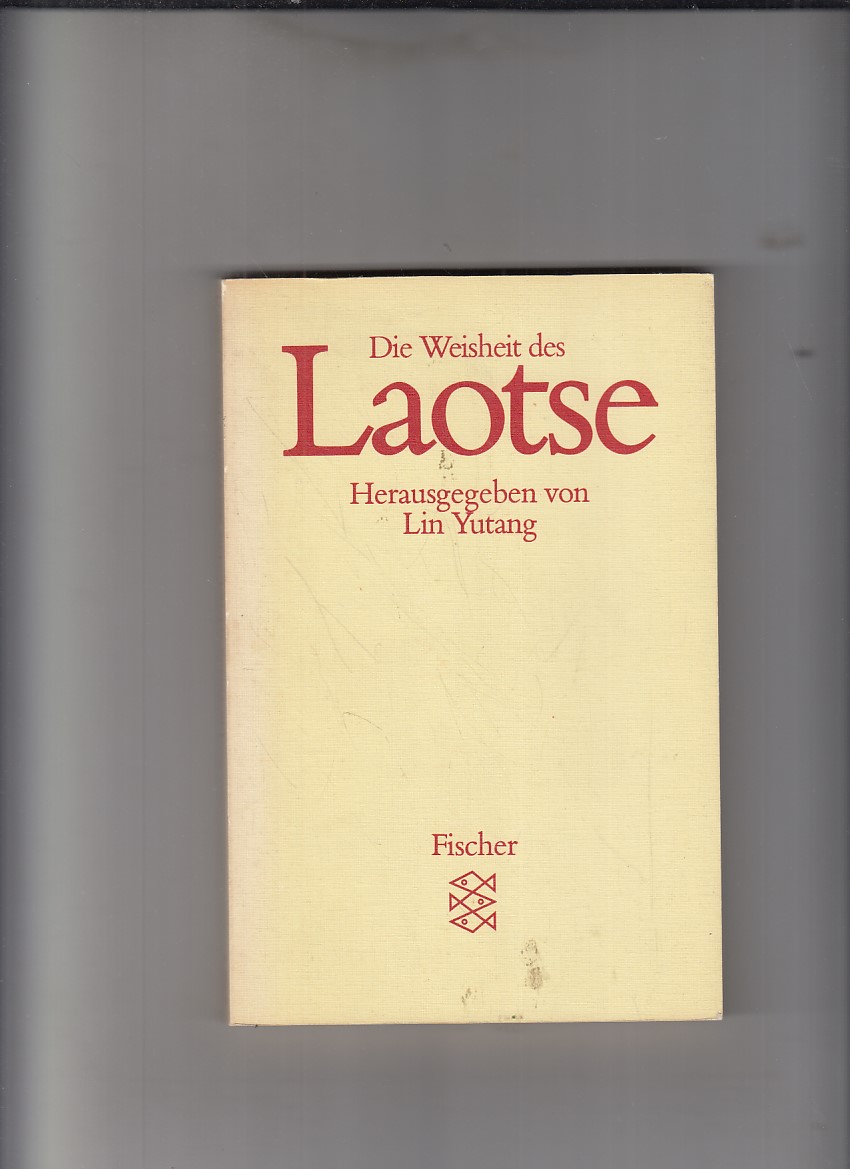 Die Weisheit des
Laotse
Herausgegeben von
Lin Yutang
Fischer